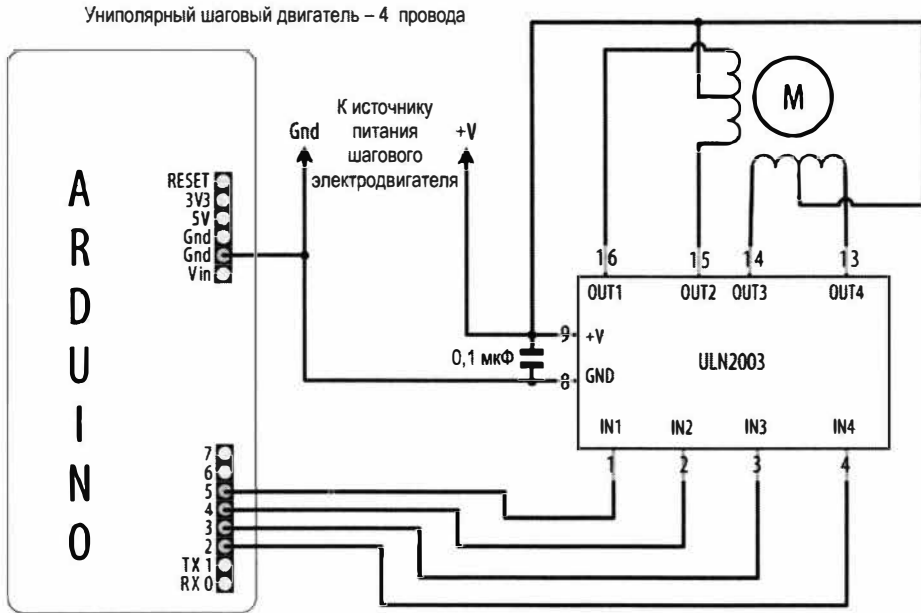 Униполярный шаговый двигатель – 4 провода
К источнику
питания
шагового
электродвигателя
Gnd
+V
M
ARDUINO
RESET
3V3
5V
Gnd
Gnd
Vin
16
15
14
13
OUT1
OUT2
OUT3
OUT4
9
+V
0,1 мкФ
ULN2003
8
GND
IN1
IN2
IN3
IN4
1
2
3
4
7
6
5
4
3
2
TX 1
RX 0